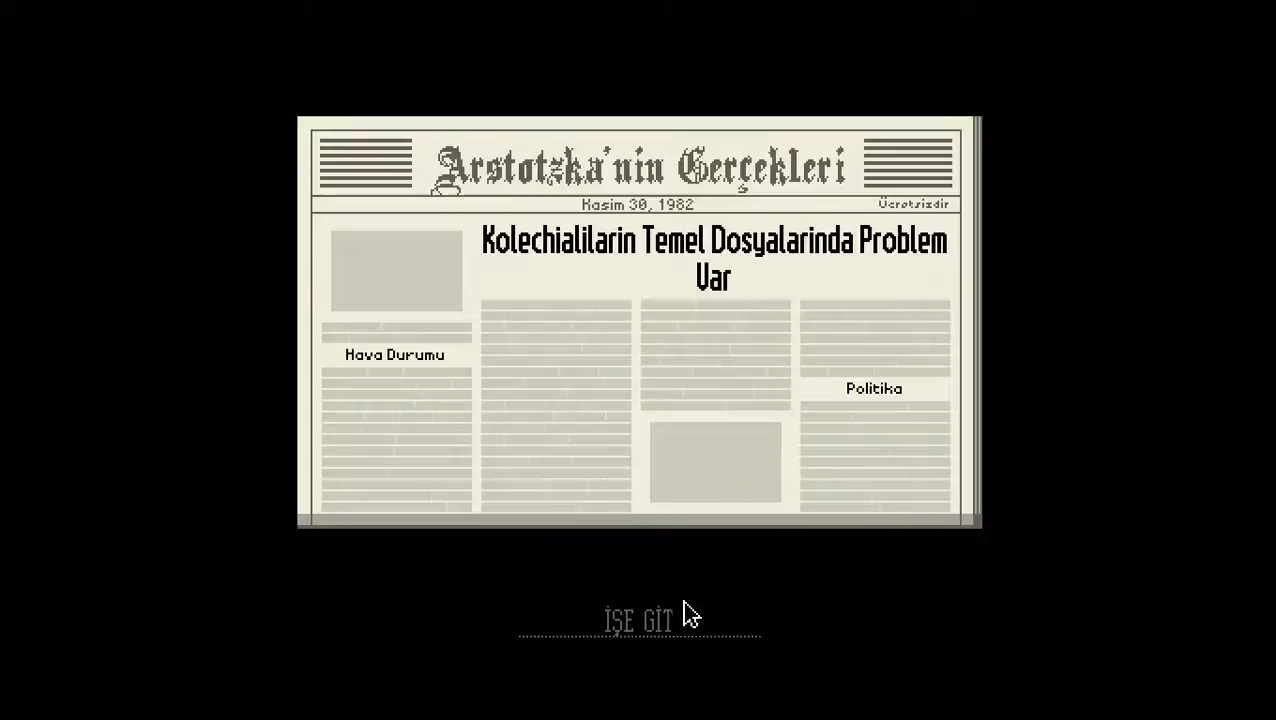 Arstotzka'nin Gerçekleri
Kasim 30, 1982
Ücretsizdir
Kolechialilarin Temel Dosyalarinda Problem
Var
Hava Durumu
Politika
İŞE GİT